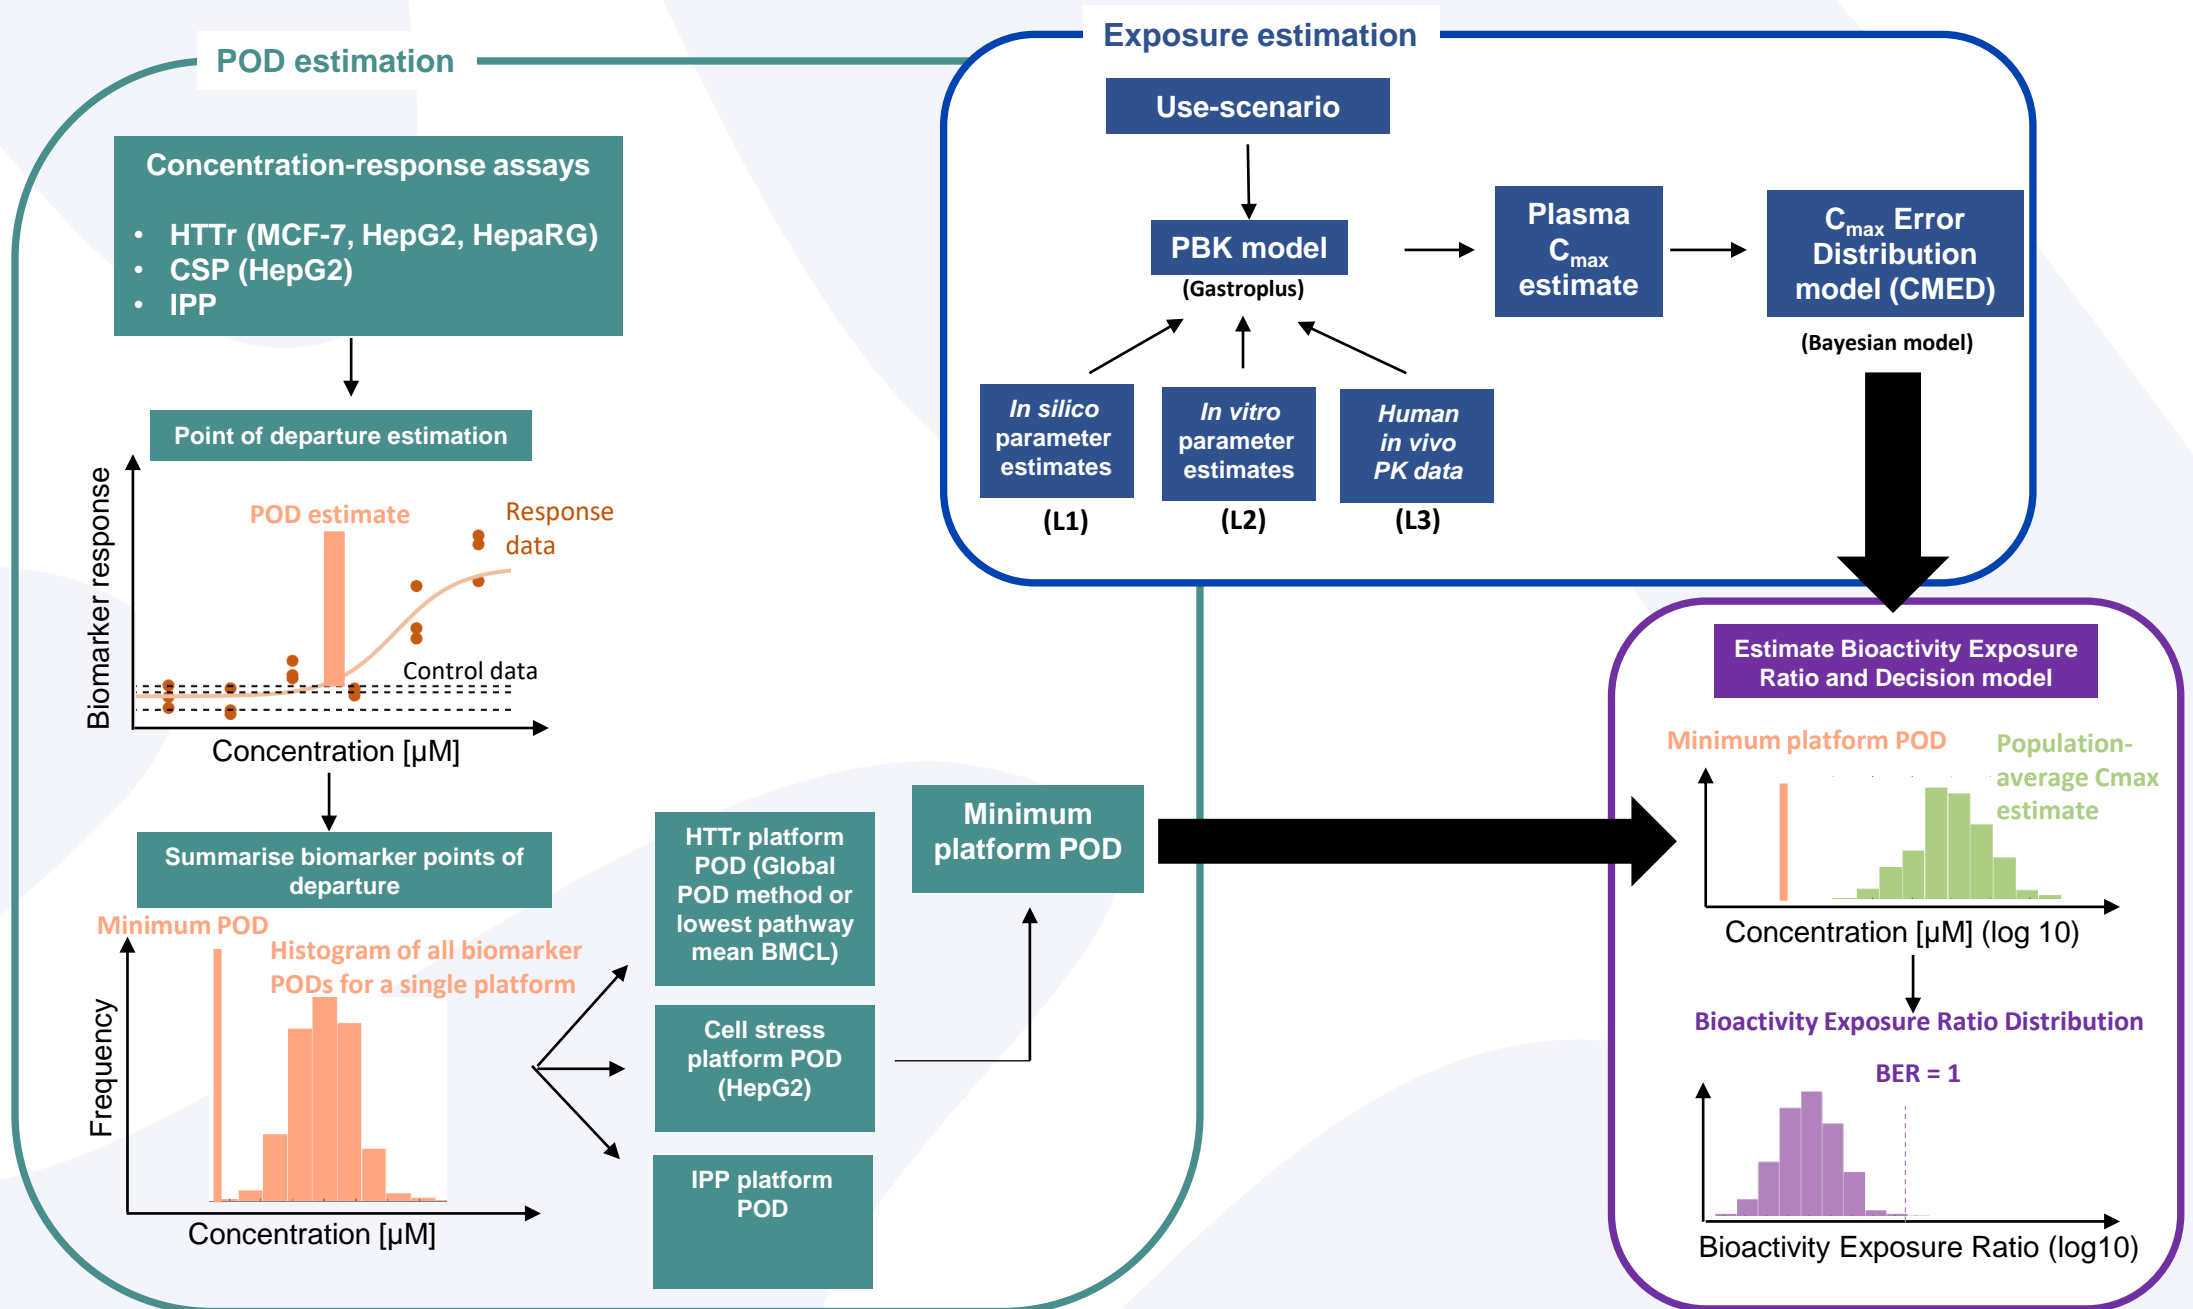 POD estimation
Concentration-response assays
• HTTr (MCF-7, HepG2, HepaRG)
• CSP (HepG2)
• IPP
Point of departure estimation
Biomarker response
POD estimate
Response
data
Control data
Concentration [µM]
Summarise biomarker points of
departure
Minimum POD
Histogram of all biomarker
PODs for a single platform
Frequency
Concentration [µM]
HTTr platform
POD (Global
POD method or
lowest pathway
mean BMCL)
Cell stress
platform POD
(HepG2)
IPP platform
POD
Minimum
platform POD
Exposure estimation
Use-scenario
PBK model
(Gastroplus)
In silico
parameter
estimates
(L1)
In vitro
parameter
estimates
(L2)
Human
in vivo
PK data
(L3)
Plasma
Cmax
estimate
Cmax Error
Distribution
model (CMED)
(Bayesian model)
Estimate Bioactivity Exposure
Ratio and Decision model
Minimum platform POD
Population-
average Cmax
estimate
Concentration [µM] (log 10)
Bioactivity Exposure Ratio Distribution
BER = 1
Bioactivity Exposure Ratio (log10)